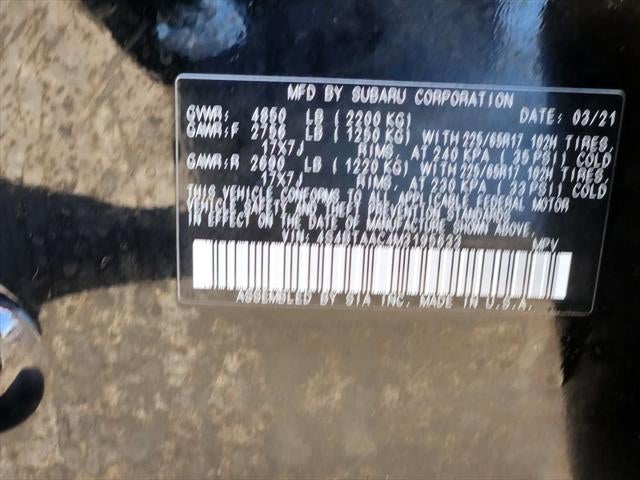 MFD BY SUBARU CORPORATION DATE: 03/21
GVWR: 4850 LB (2200 KG)
GAWR:F 2756 LB (1250 KG) WITH 225/65R17 102H TIRES,
17X7J RIMS, AT 240 KPA (35 PSI) COLD
GAWR:R 2690 LB (1220 KG) WITH 225/65R17 102H TIRES,
17X7J RIMS, AT 230 KPA (33 PSI) COLD
THIS VEHICLE CONFORMS TO ALL APPLICABLE FEDERAL MOTOR
VEHICLE SAFETY AND THEFT PREVENTION STANDARDS
IN EFFECT ON THE DATE OF MANUFACTURE SHOWN ABOVE.
VIN: MPV
ASSEMBLED BY SIA INC, MADE IN U.S.A.